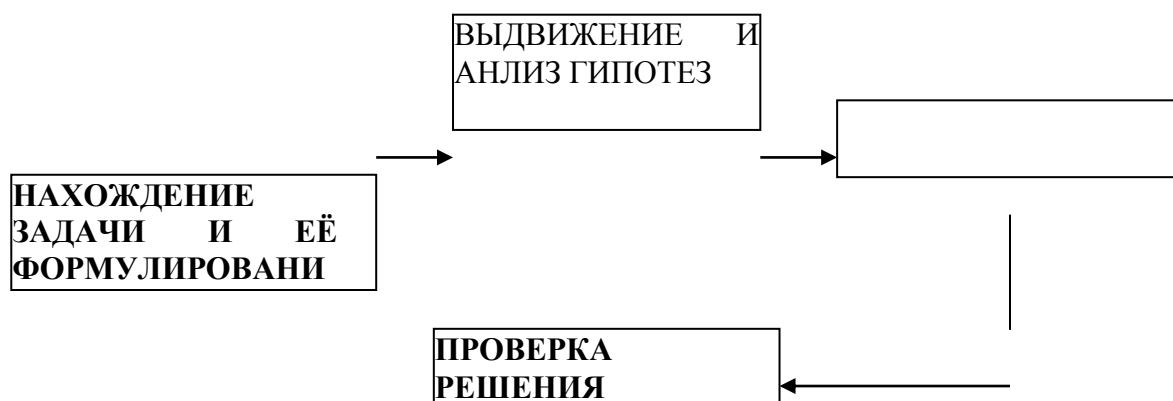 ВЫДВИЖЕНИЕ И
АНЛИЗ ГИПОТЕЗ
НАХОЖДЕНИЕ
ЗАДАЧИ И ЕЁ
ФОРМУЛИРОВАНИ
ПРОВЕРКА
РЕШЕНИЯ